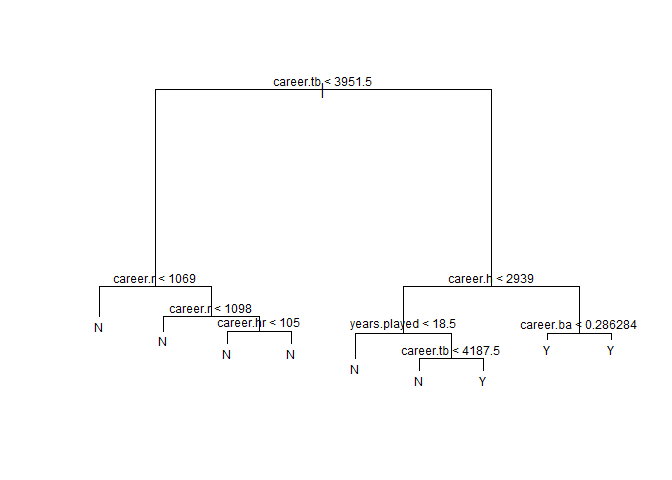 career.tb < 3951.5
career.r < 1069
career.h < 2939
career.r < 1098
career.hr < 105
years.played < 18.5
career.ba < 0.286284
career.tb < 4187.5
N
N
N
N
N
N
Y
Y
Y